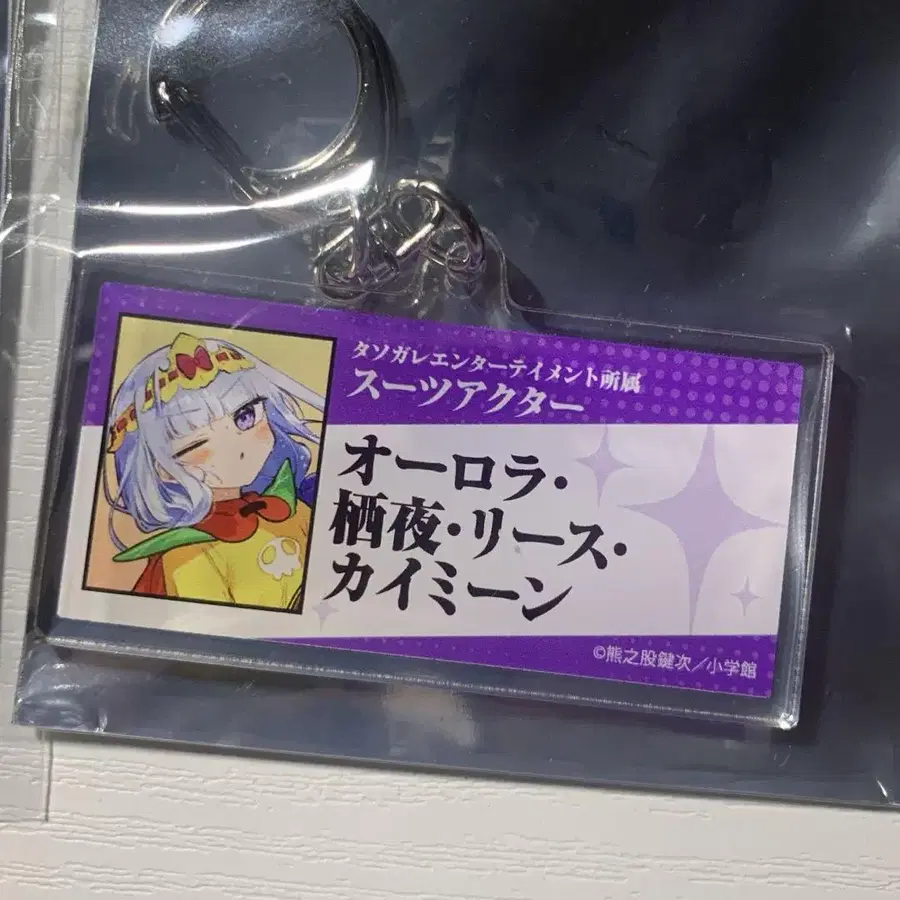 タソガレエンターテイメント所属
スーツアクター
オーロラ・
栖夜・リース・
カイミーン
©熊之股鍵次／小学館